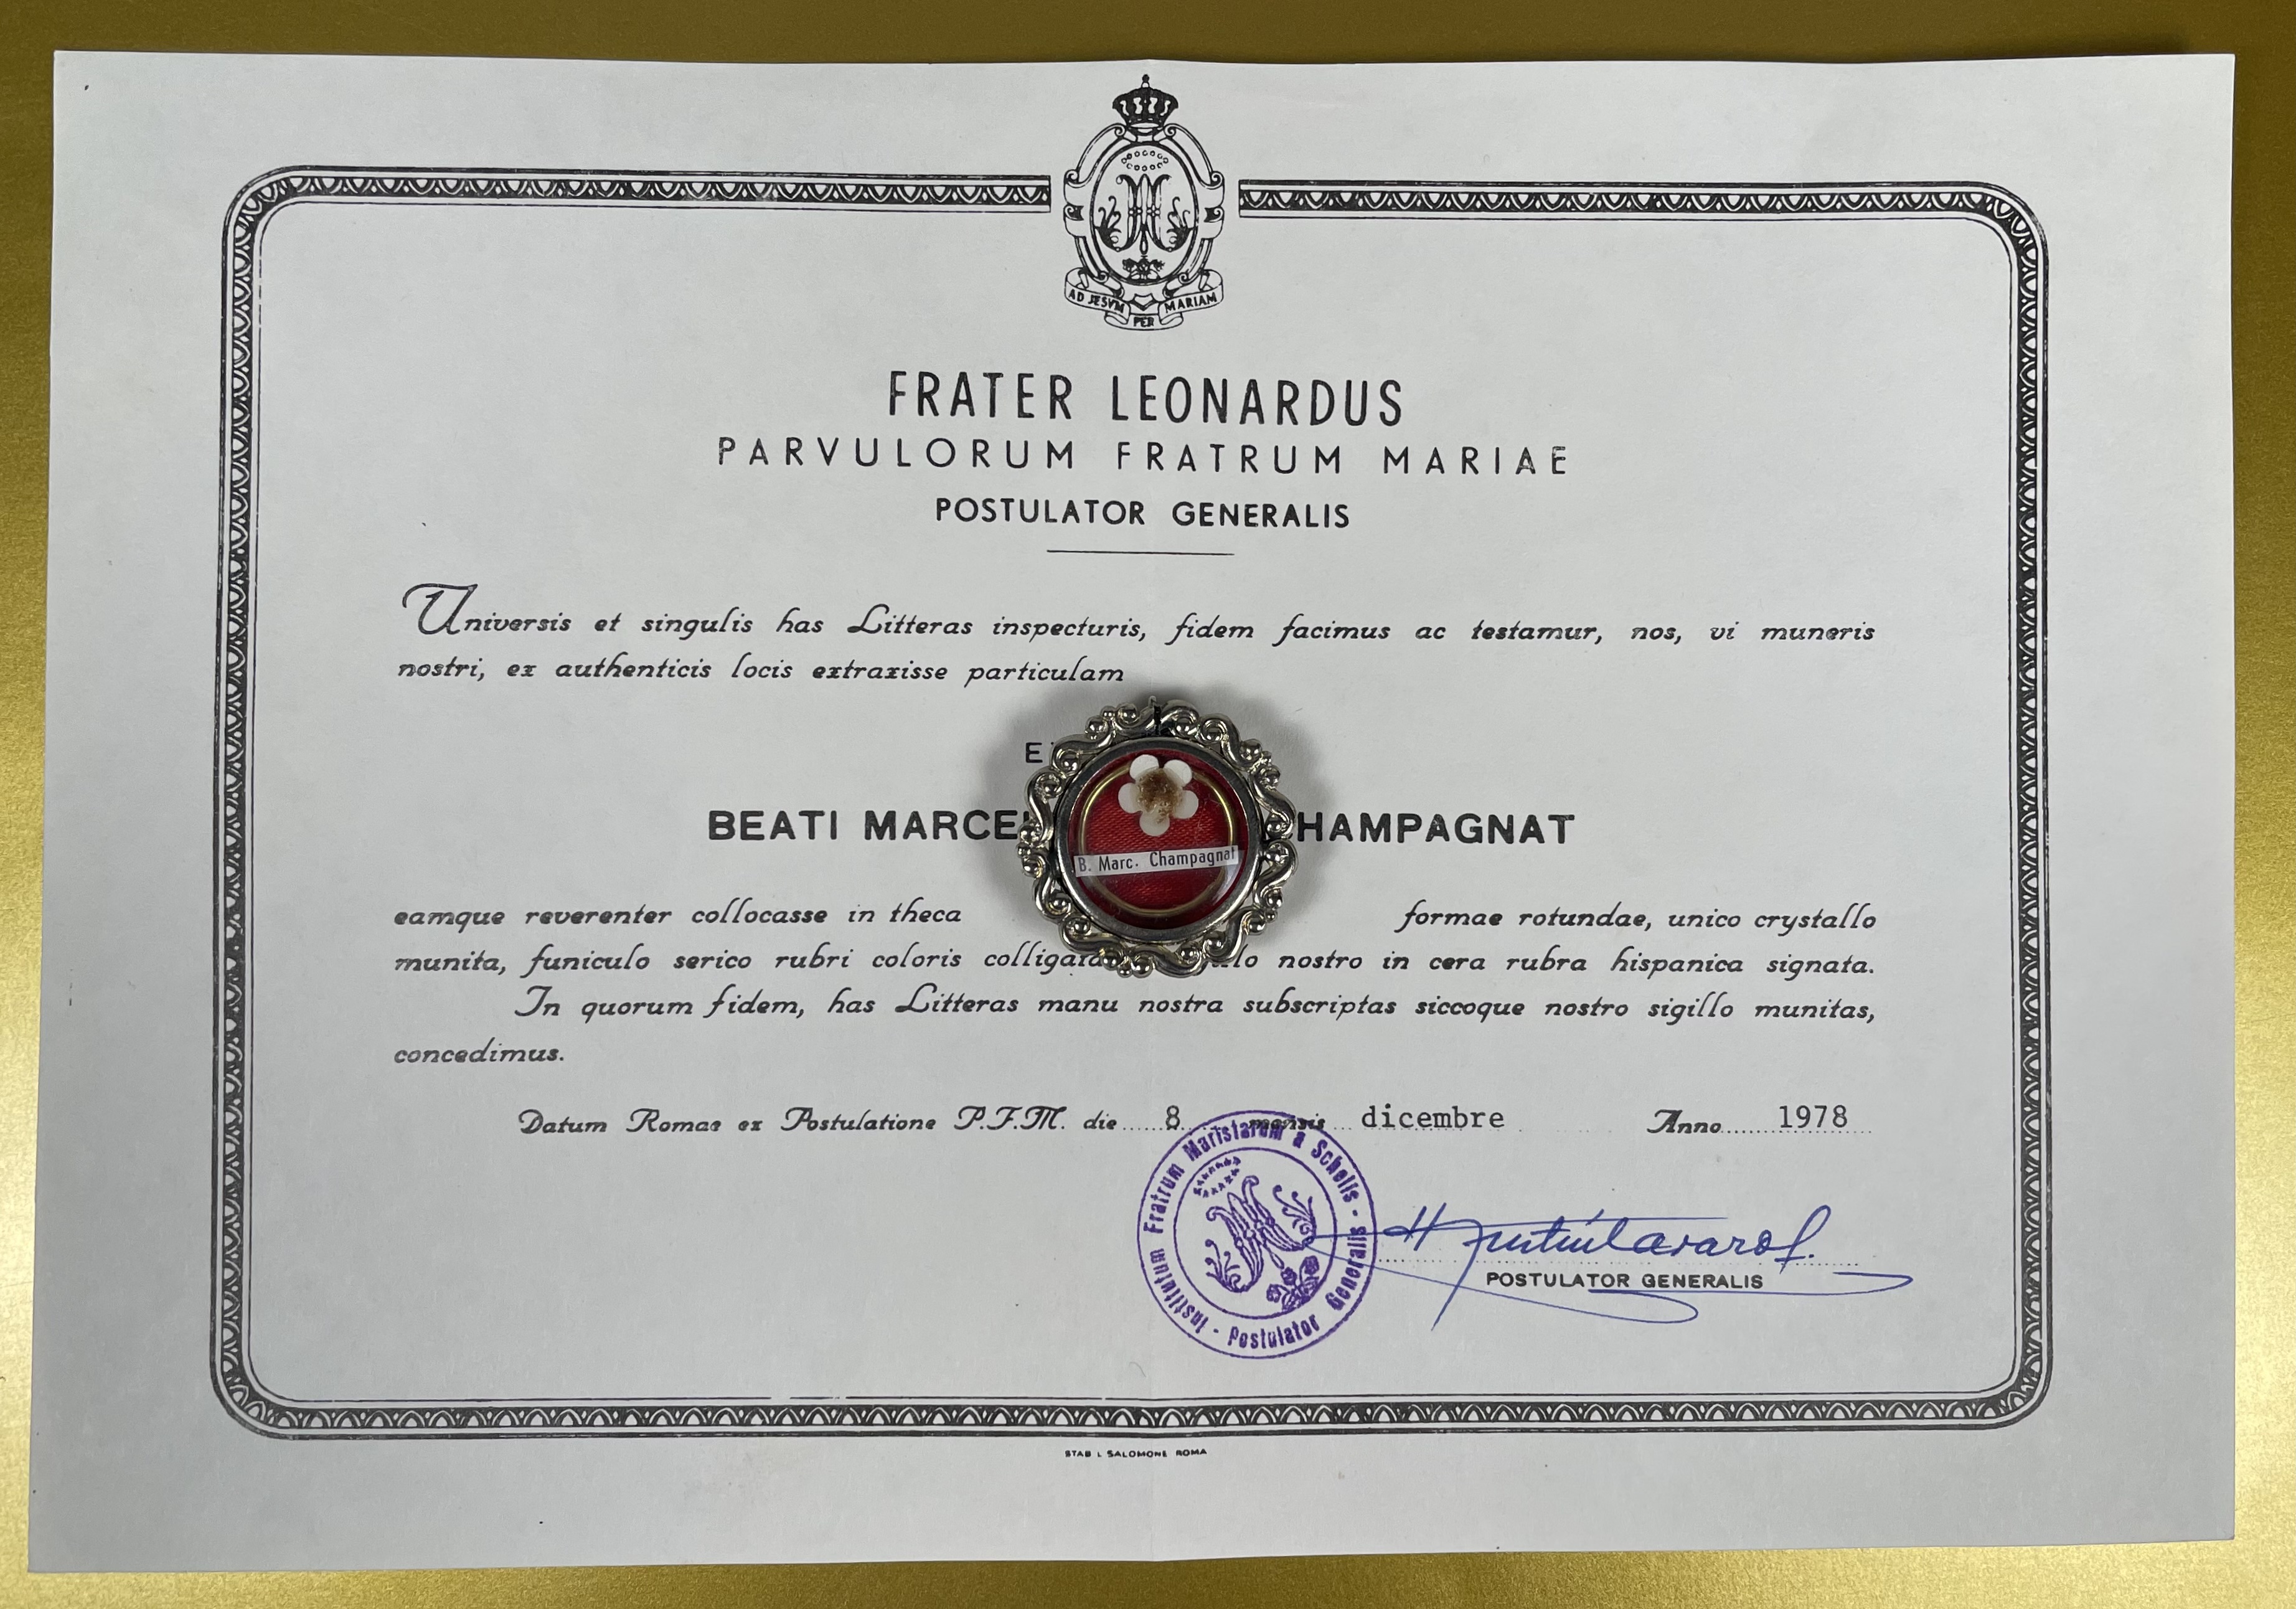 AD JESVM PER MARIAM
FRATER LEONARDUS
PARVULORUM FRATRUM MARIAE
POSTULATOR GENERALIS
Universis et singulis has Litteras inspecturis, fidem facimus ac testamur, nos, vi muneris
nostri, ex authenticis locis extraxisse particulam
BEATI MARCE HAMPAGNAT
B. Marc. Champagnat
eamque reverenter collocasse in theca formae rotundae, unico crystallo
munita, funiculo serico rubri coloris nostro in cera rubra hispanica signata.
In quorum fidem, has Litteras manu nostra subscriptas siccoque nostro sigillo munitas,
concedimus.
Datum Romae ex Postulatione P.F.M. die 8 mensis dicembre Anno 1978
Institutum Fratrum Maristarum a Scholis - Postulator Generalis
POSTULATOR GENERALIS
STAB L SALOMONE ROMA